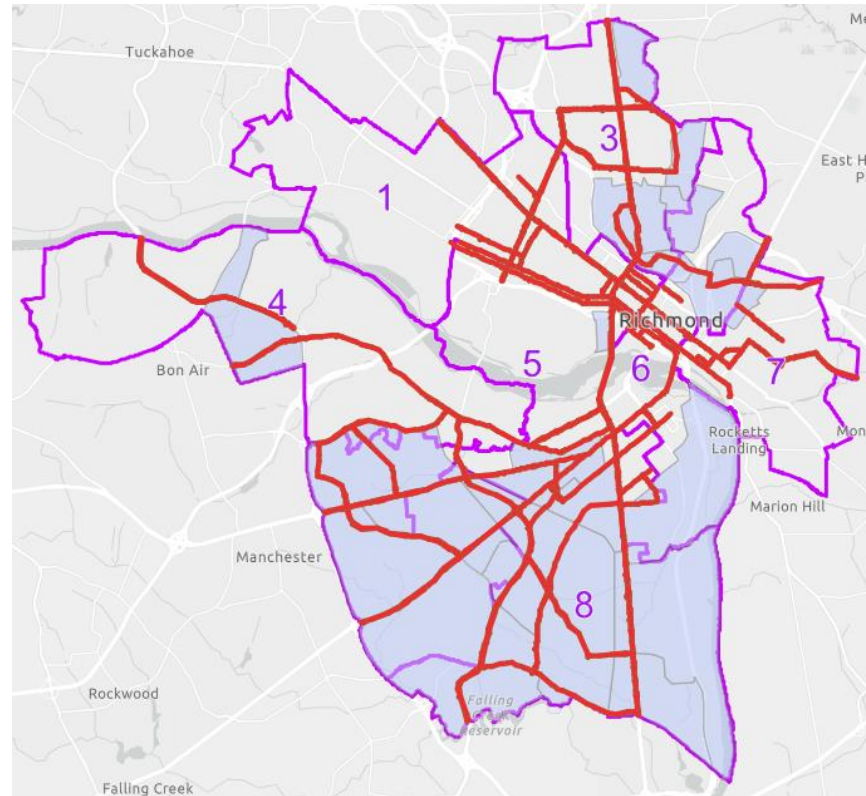 Me
Tuckahoe
3
East H
P
1
4
Richmond
Bon Air
5
6
7
Rocketts
Landing
Mon
Marion Hill
Manchester
8
Rockwood
Falling
Creek
Reservoir
Falling Creek